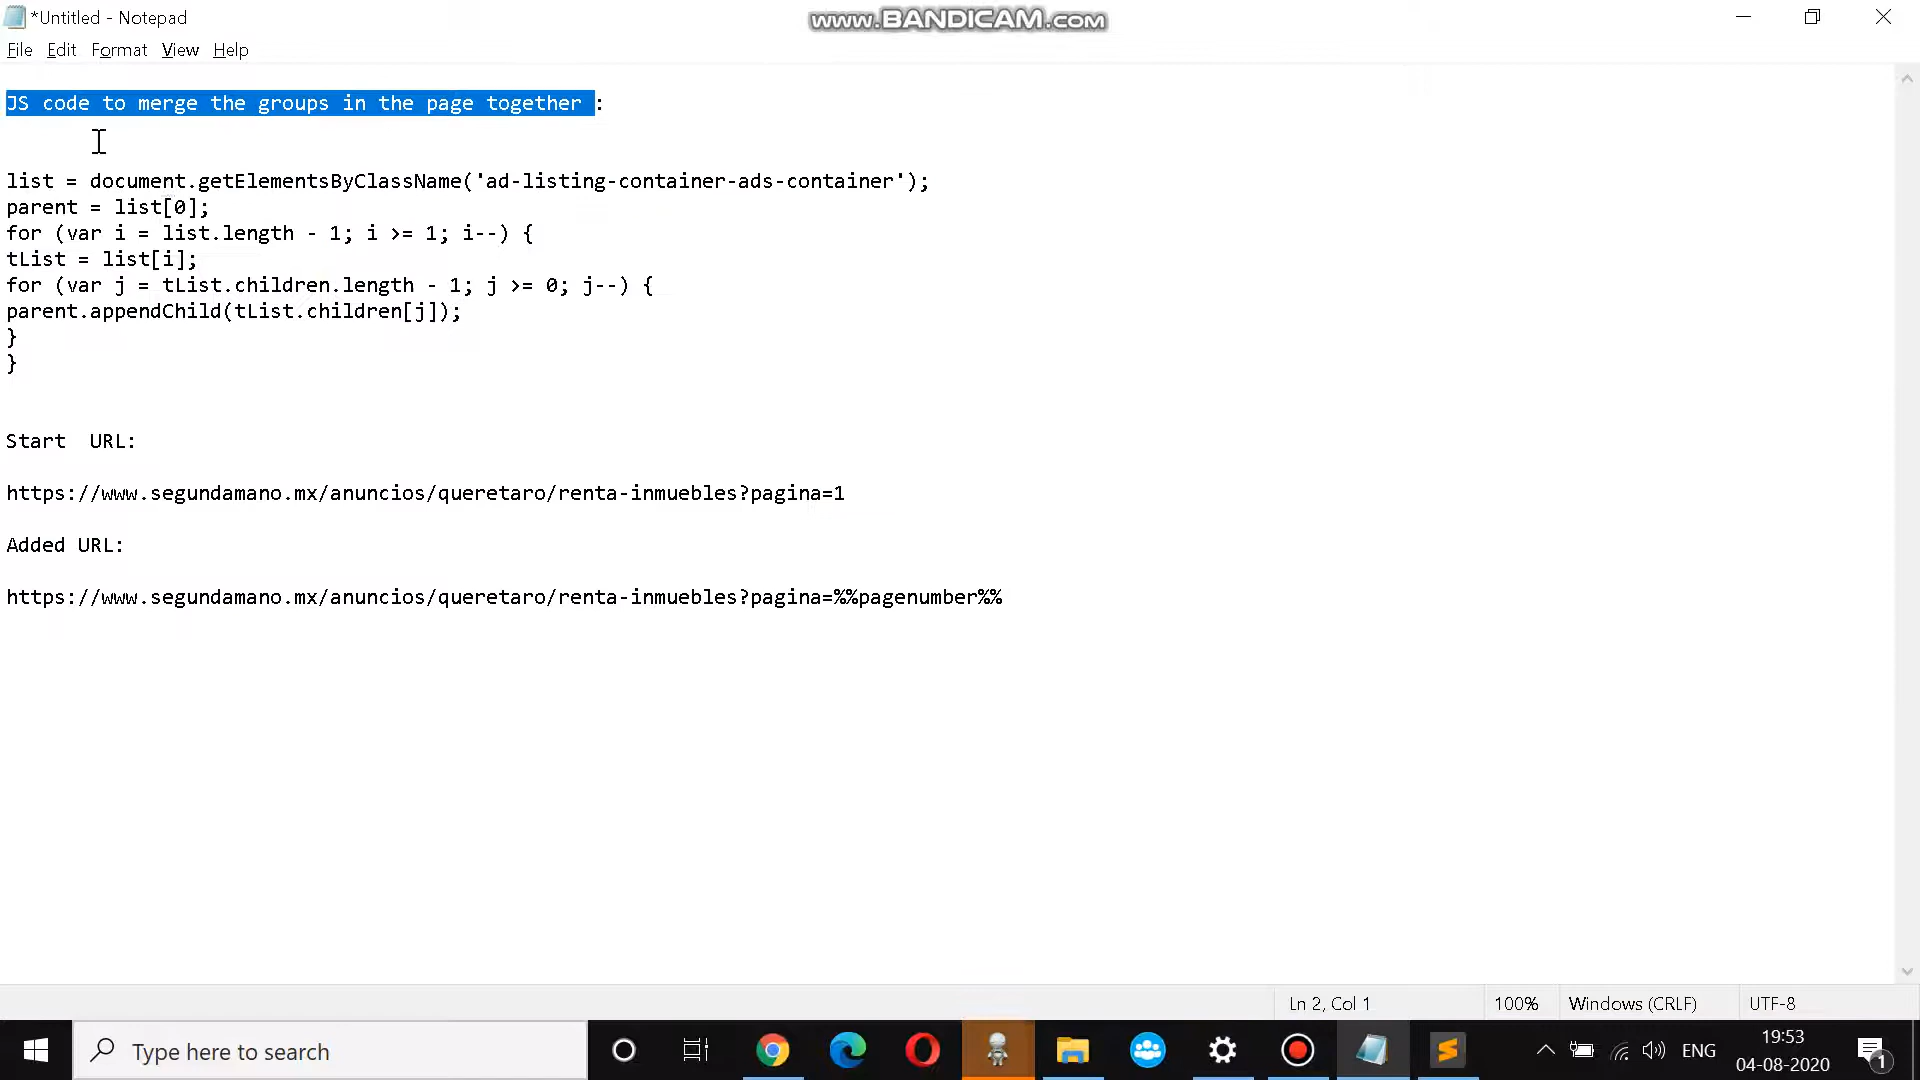 *Untitled - Notepad
www.BANDICAM.com
File Edit Format View Help
JS code to merge the groups in the page together :
list = document.getElementsByClassName('ad-listing-container-ads-container');
parent = list[0];
for (var i = list.length - 1; i >= 1; i--) {
tList = list[i];
for (var j = tList.children.length - 1; j >= 0; j--) {
parent.appendChild(tList.children[j]);
}
}
Start  URL:
https://www.segundamano.mx/anuncios/queretaro/renta-inmuebles?pagina=1
Added URL:
https://www.segundamano.mx/anuncios/queretaro/renta-inmuebles?pagina=%%pagenumber%%
Ln 2, Col 1
100%
Windows (CRLF)
UTF-8
Type here to search
ENG
19:53
04-08-2020
1